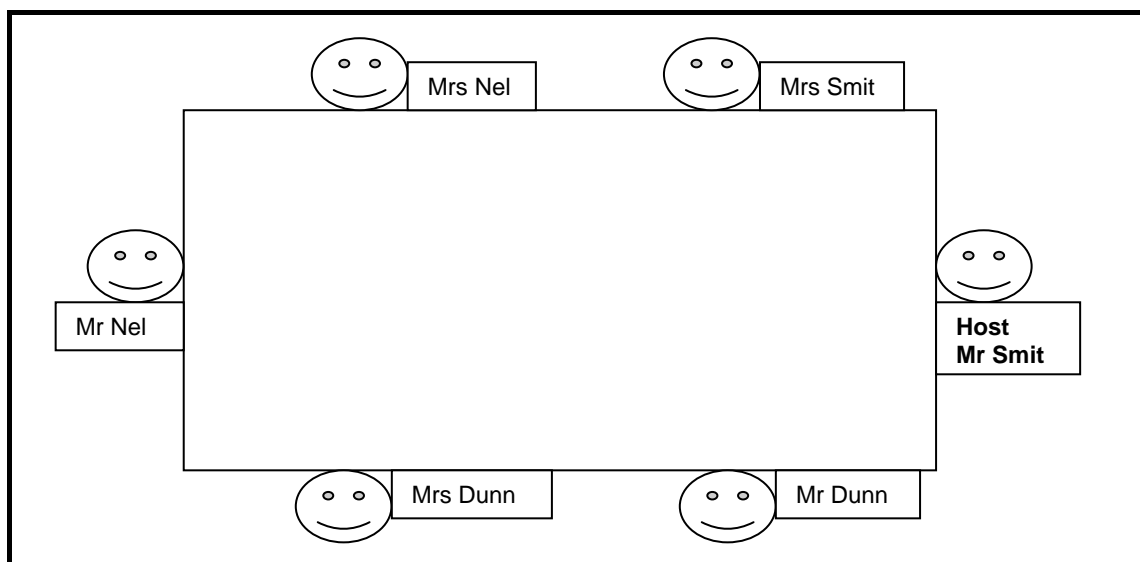 Mrs Nel
Mrs Smit
Mr Nel
Host
Mr Smit
Mrs Dunn
Mr Dunn